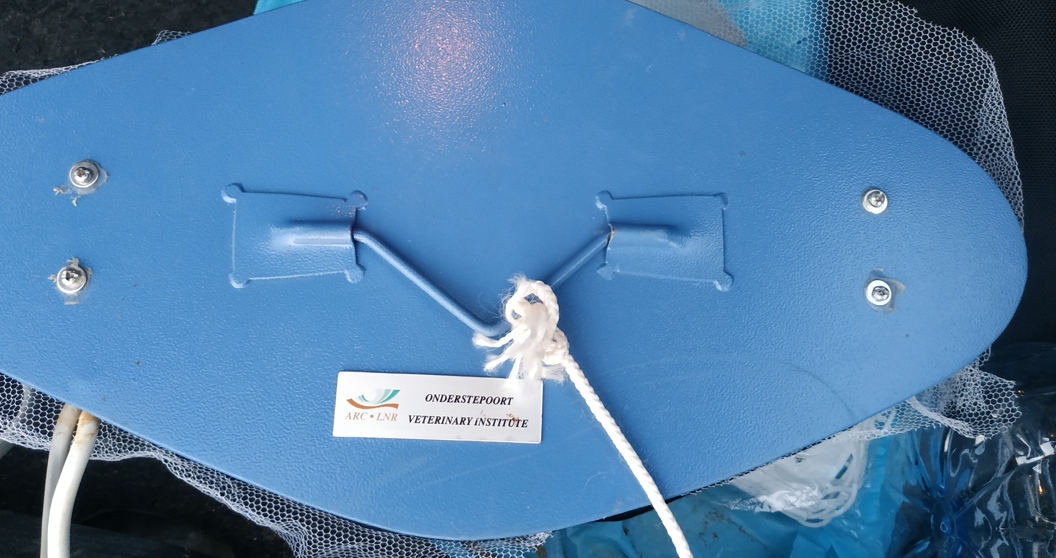 ONDERSTEPOORT
ARC • LNR
VETERINARY INSTITUTE